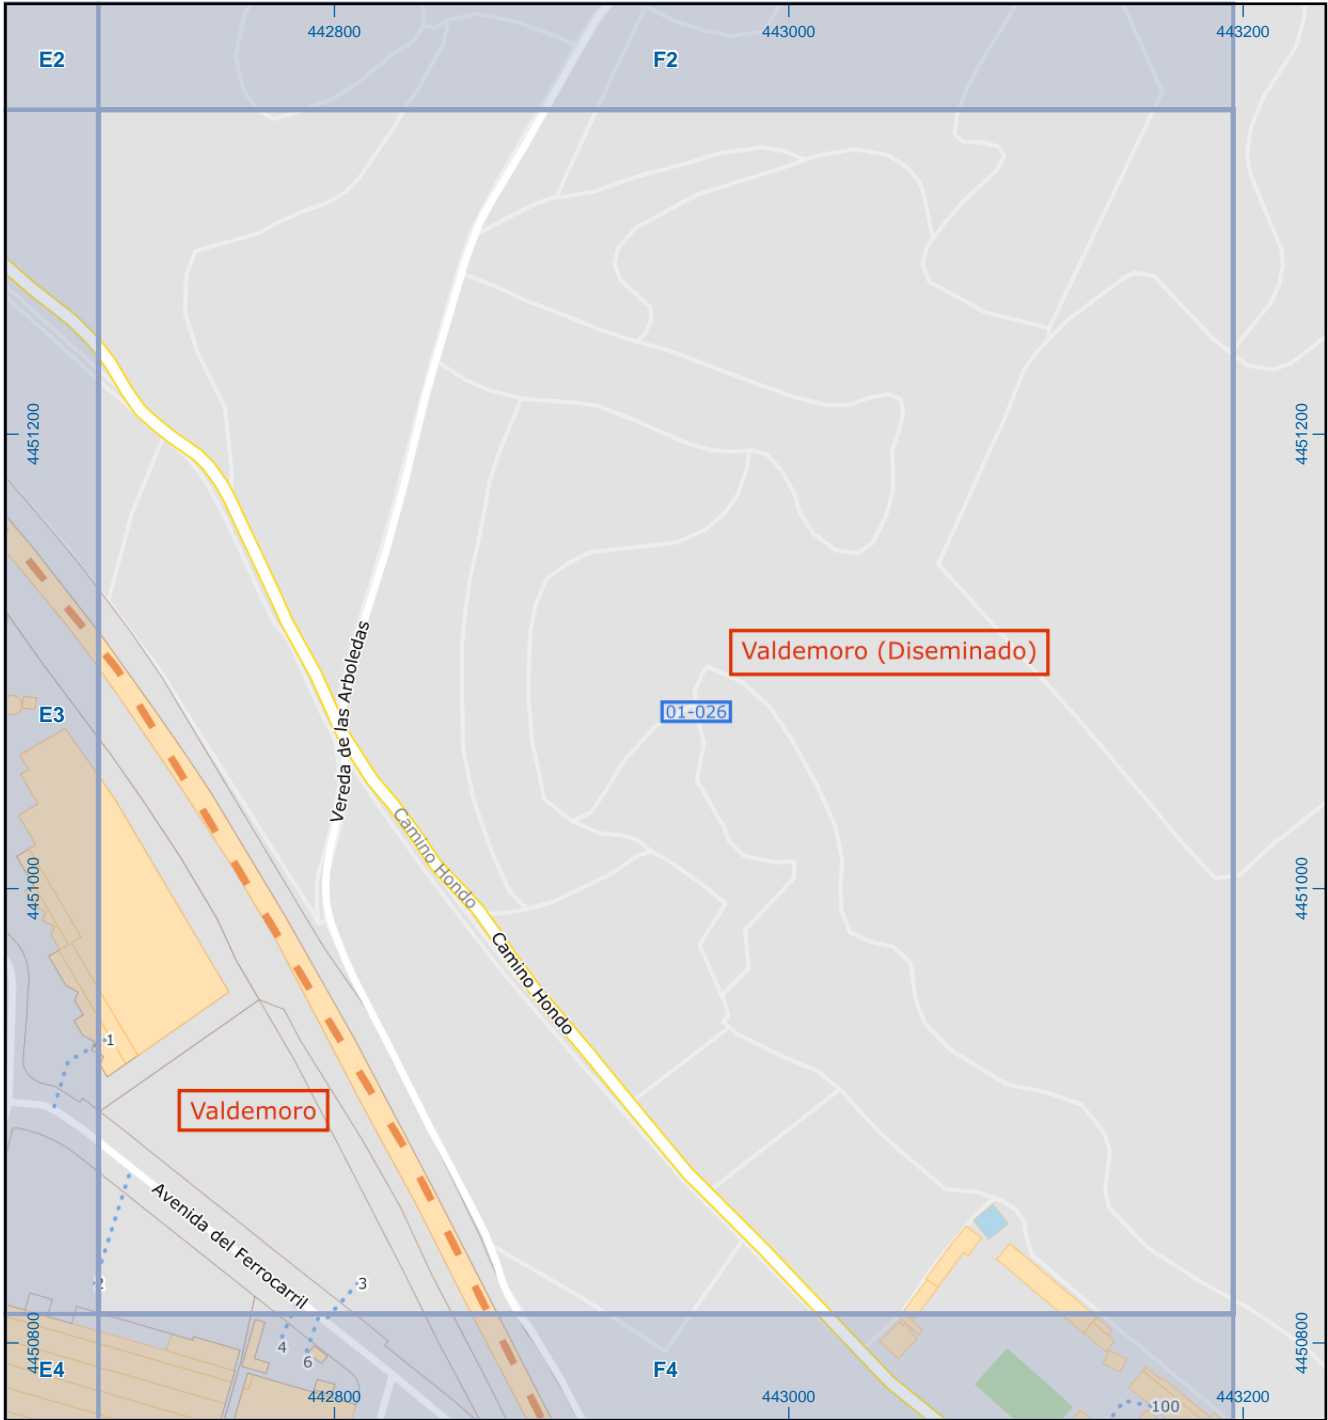 442800
443000
443200
E2
F2
4451200
4451200
Vereda de las Arboledas
Valdemoro (Diseminado)
01-026
E3
Camino Hondo
4451000
4451000
Camino Hondo
1
Valdemoro
Avenida del Ferrocarril
2
3
4
6
4450800
4450800
E4
F4
442800
443000
443200
100